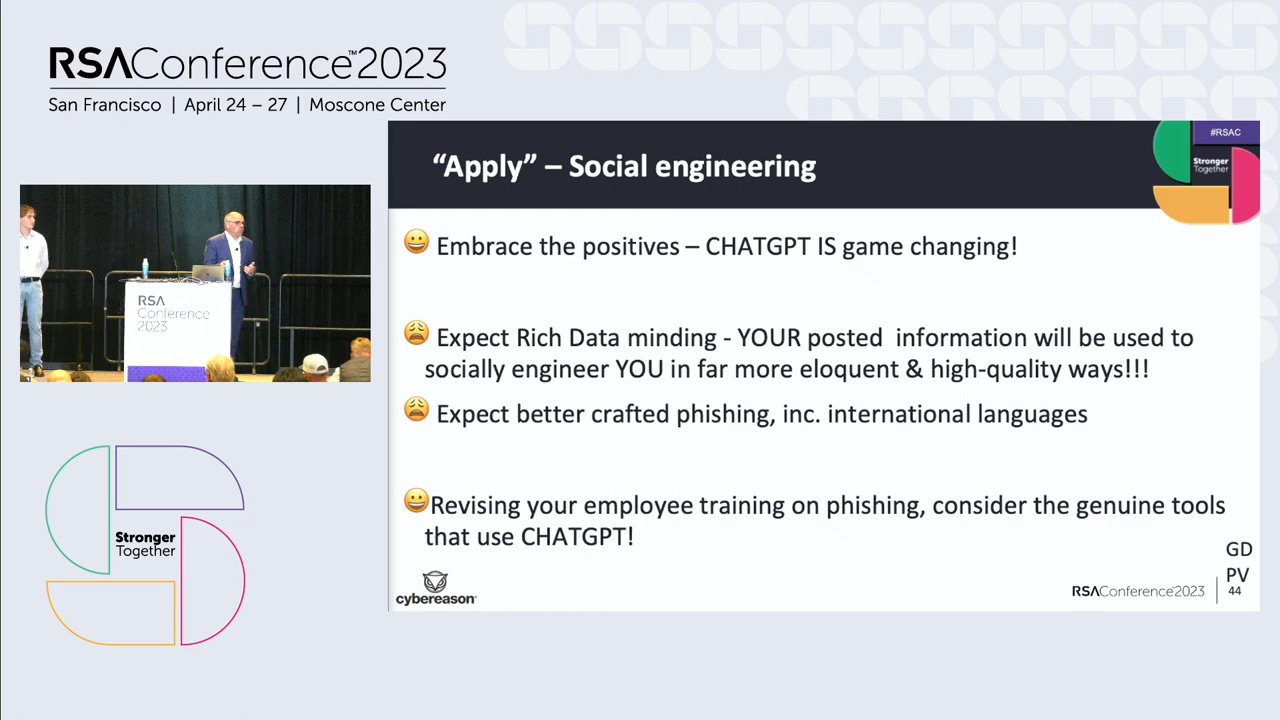 RSAConference™2023
San Francisco | April 24 – 27 | Moscone Center
#RSAC
Stronger
Together
“Apply” – Social engineering
😀 Embrace the positives – CHATGPT IS game changing!
😩 Expect Rich Data minding - YOUR posted information will be used to
socially engineer YOU in far more eloquent & high-quality ways!!!
😩 Expect better crafted phishing, inc. international languages
😀Revising your employee training on phishing, consider the genuine tools
that use CHATGPT!
GD
PV
cybereason®
RSAConference2023
44
RSA
Conference
2023
Stronger
Together